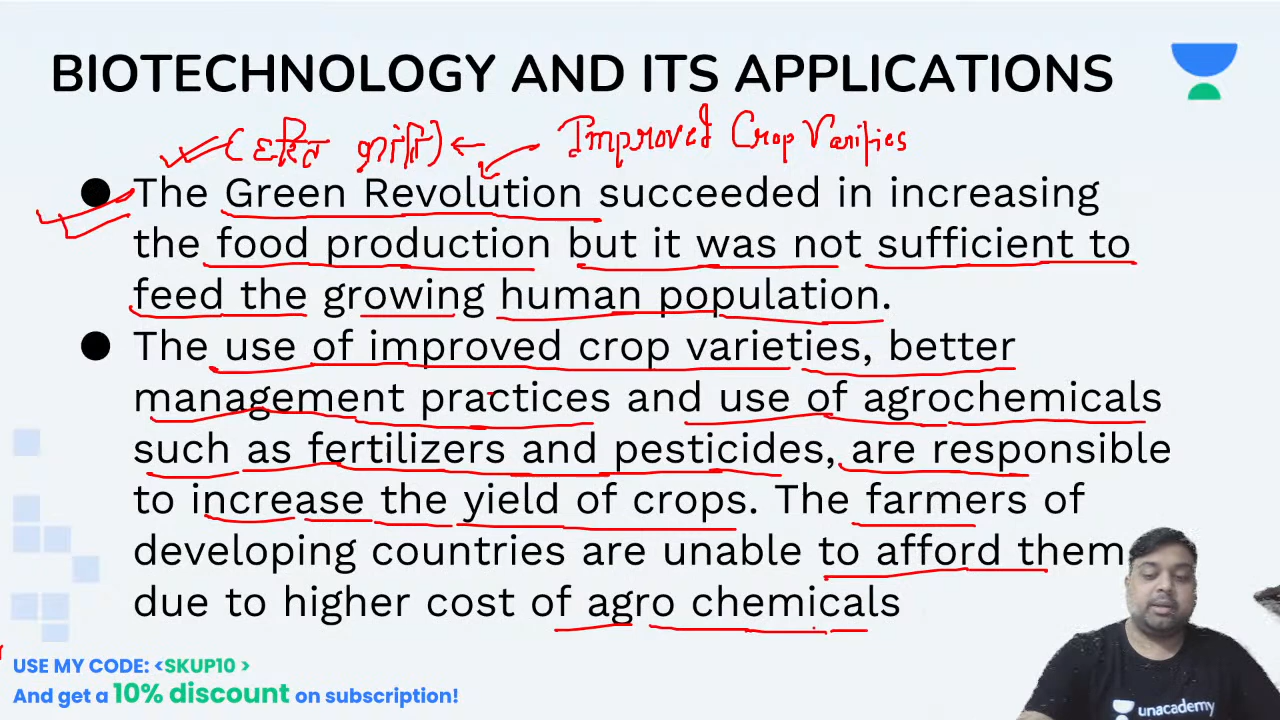 BIOTECHNOLOGY AND ITS APPLICATIONS
(हरित क्रांति) ← Improved Crop Varities
● The Green Revolution succeeded in increasing
the food production but it was not sufficient to
feed the growing human population.
● The use of improved crop varieties, better
management practices and use of agrochemicals
such as fertilizers and pesticides, are responsible
to increase the yield of crops. The farmers of
developing countries are unable to afford them
due to higher cost of agro chemicals
USE MY CODE: <SKUP10 >
And get a 10% discount on subscription!
unacademy